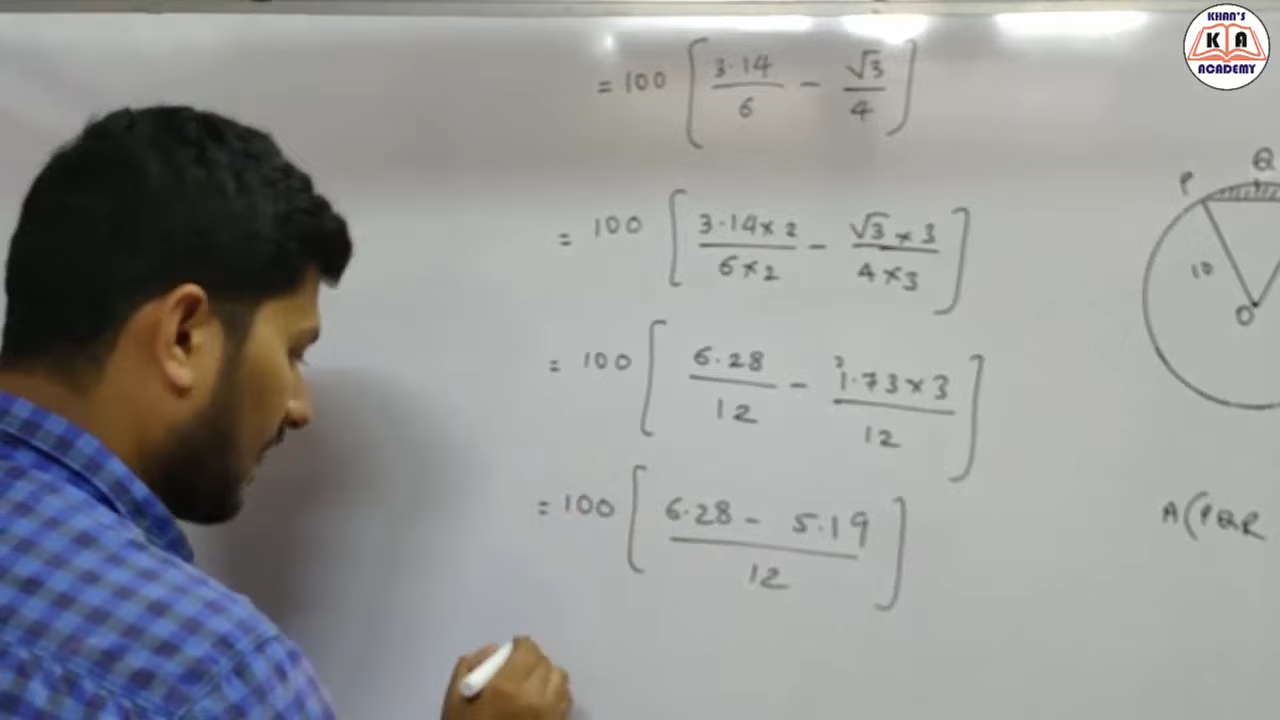 KHAN'S
K A
ACADEMY
= 100 [ 3.14/6 - √3/4 ]
= 100 [ 3.14 × 2/6 × 2 - √3 × 3/4 × 3 ]
= 100 [ 6.28/12 - 1.73 × 3/12 ]
= 100 [ 6.28 - 5.19/12 ]
P
Q
10
O
A(PQR